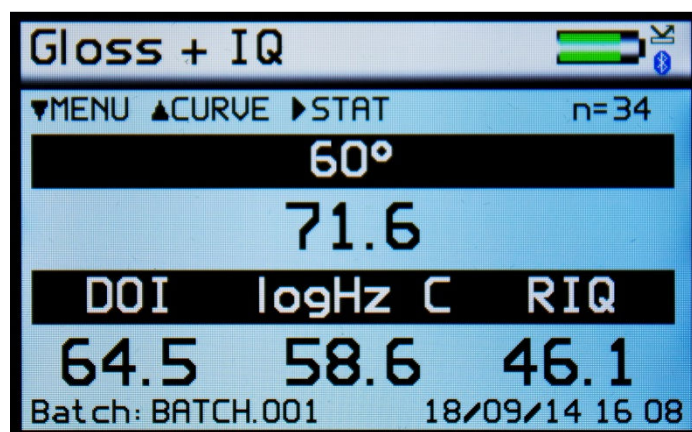 Gloss + IQ
▼MENU ▲CURVE ▶STAT n=34
60°
71.6
DOI logHz C RIQ
64.5 58.6 46.1
Batch: BATCH.001 18/09/14 16 08